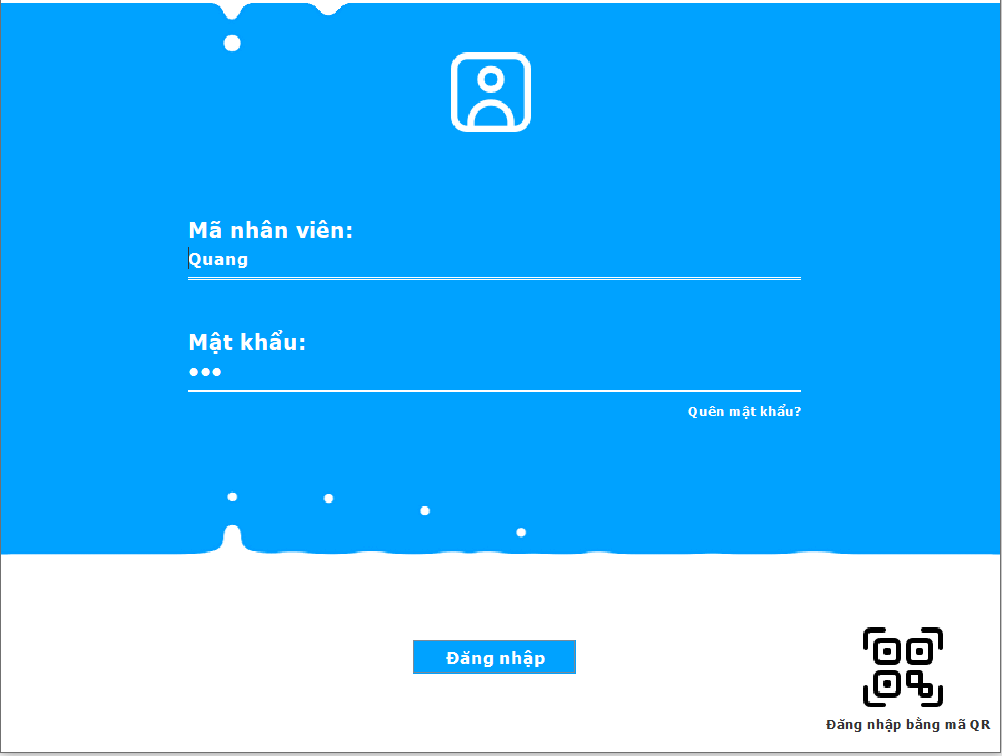 Mã nhân viên:
Quang
Mật khẩu:
●●●
Quên mật khẩu?
Đăng nhập
Đăng nhập bằng mã QR